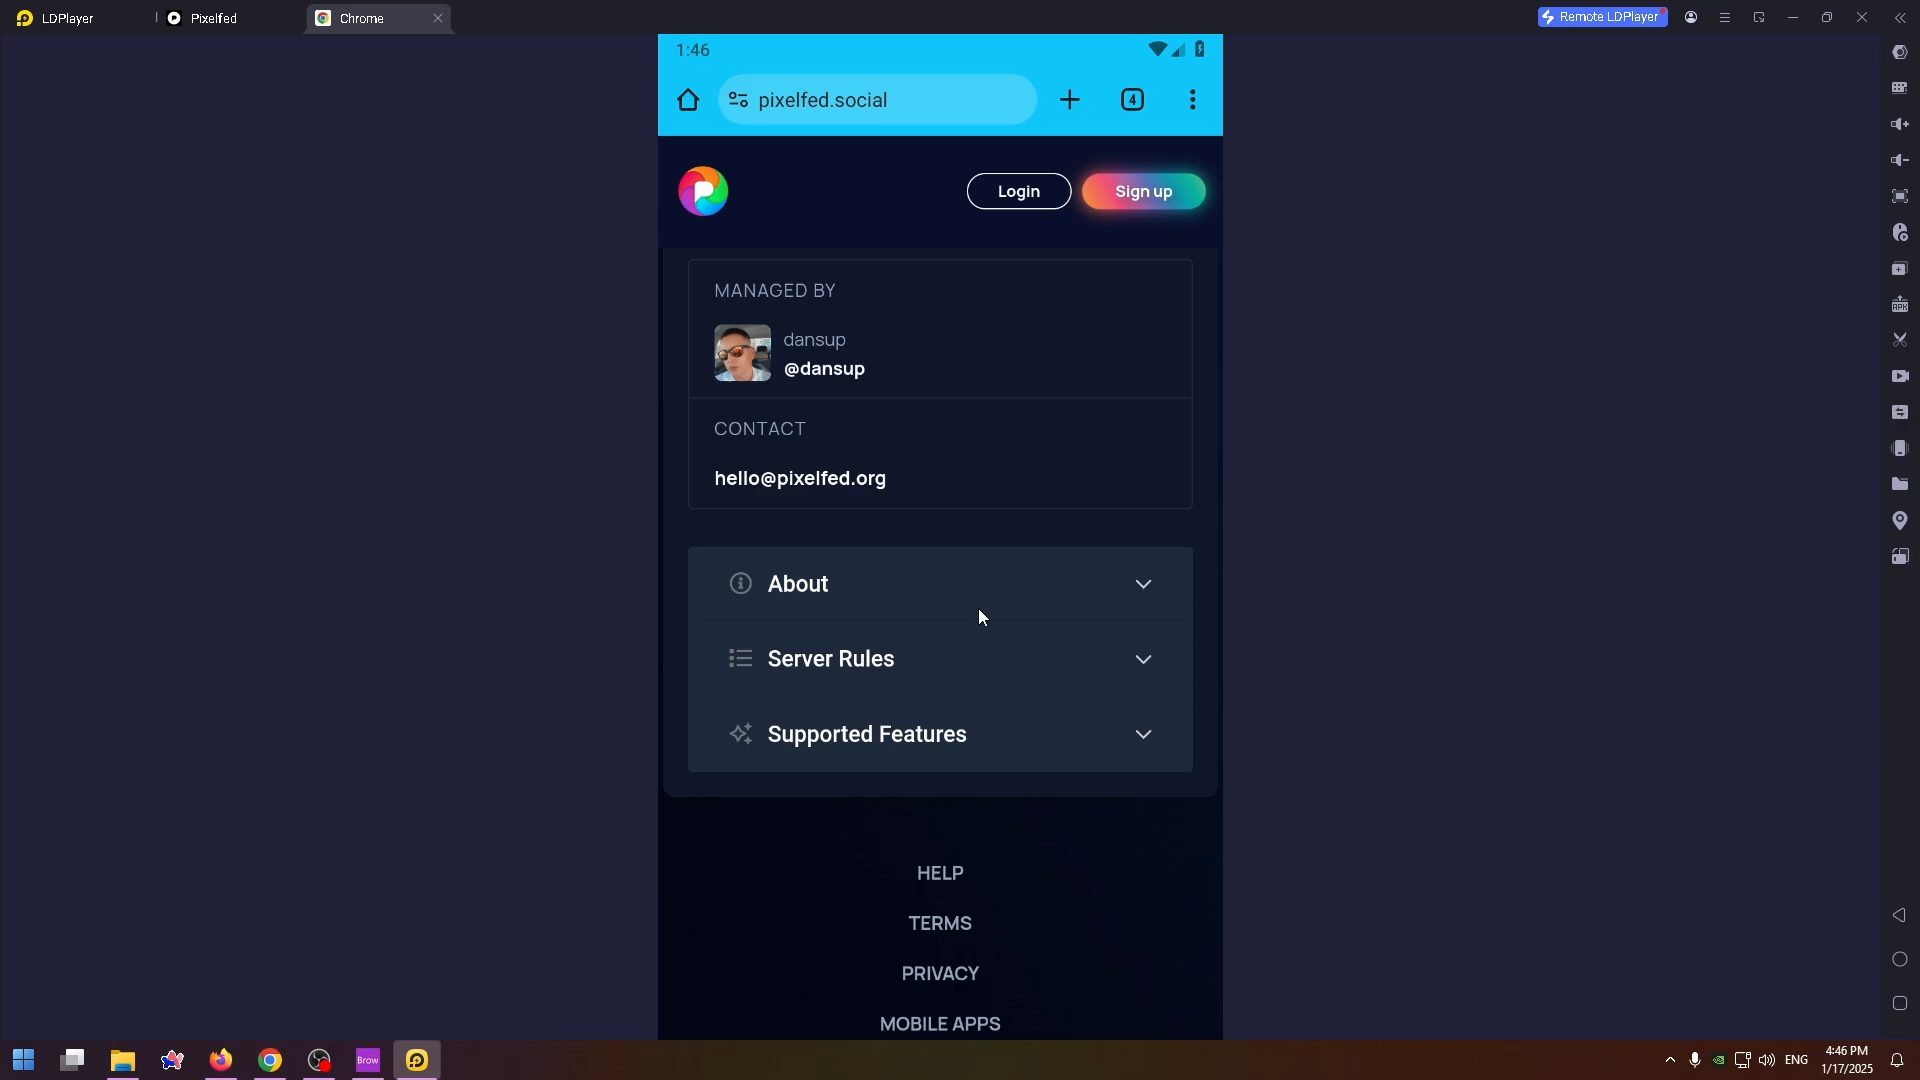 LDPlayer
Pixelfed
Chrome
Remote LDPlayer
1:46
pixelfed.social
4
Login
Sign up
MANAGED BY
dansup
@dansup
CONTACT
hello@pixelfed.org
About
Server Rules
Supported Features
HELP
TERMS
PRIVACY
MOBILE APPS
Brow
ENG
4:46 PM
1/17/2025